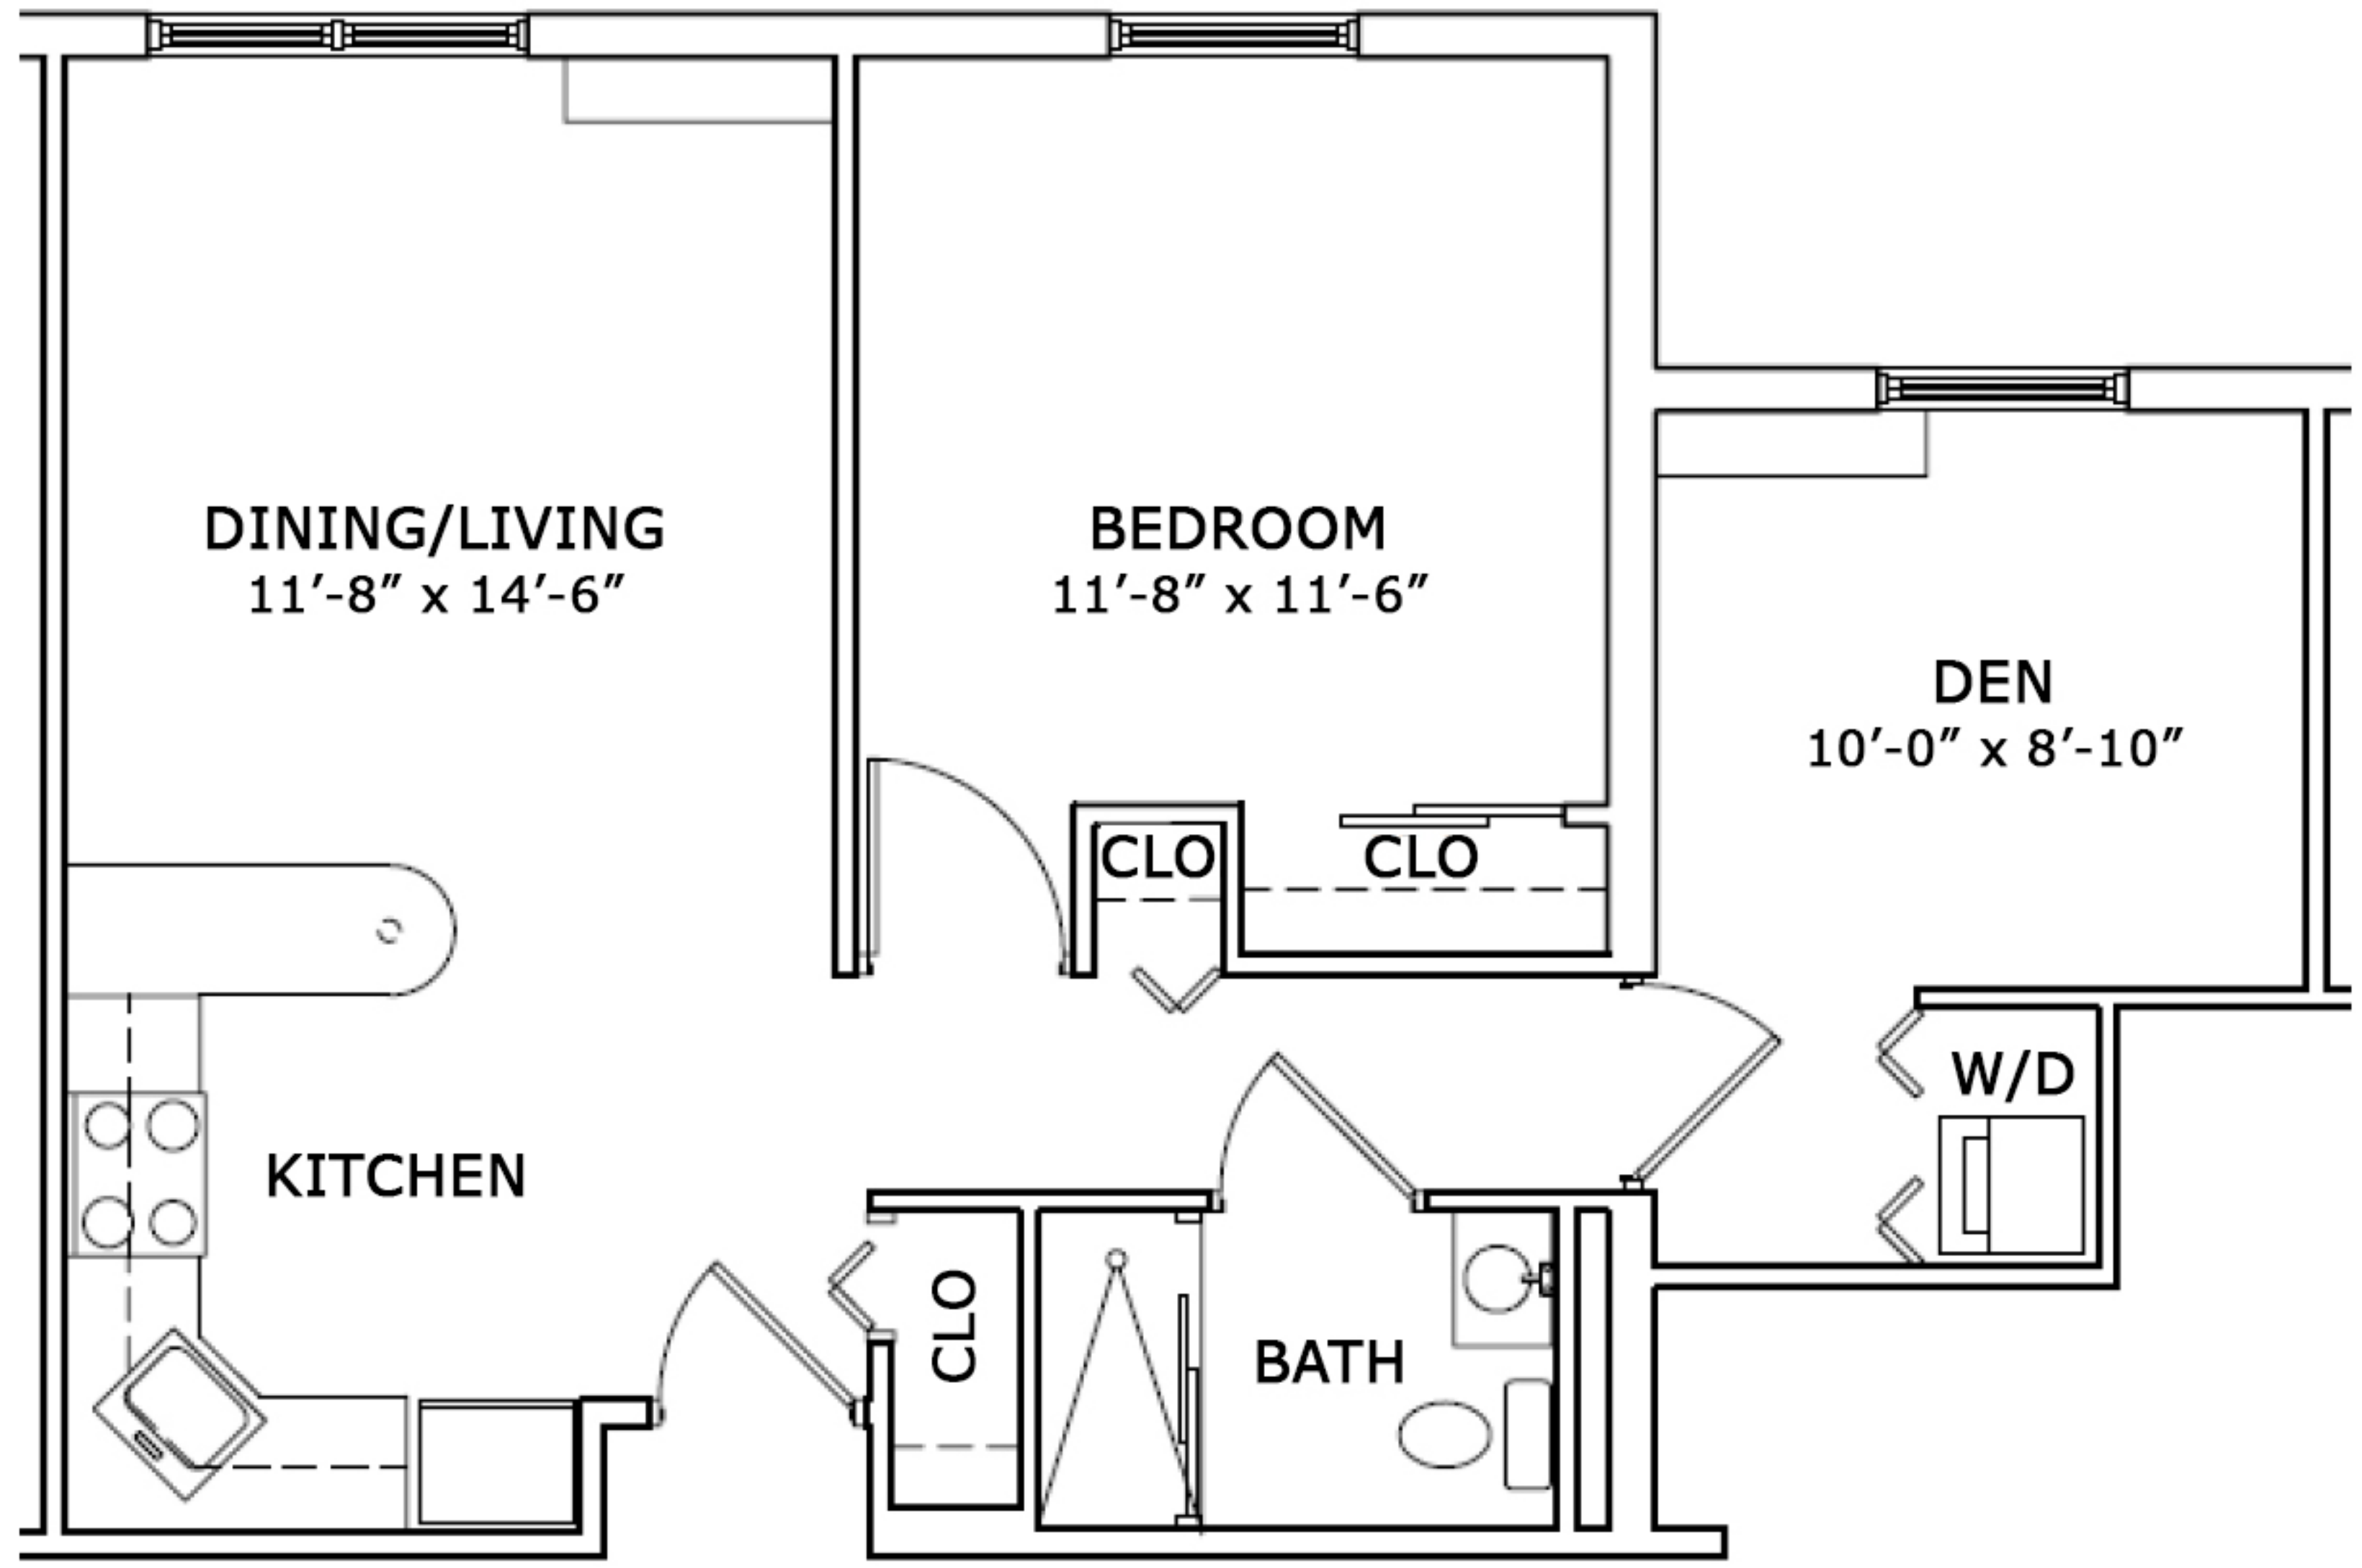 DINING/LIVING
11′-8″ x 14′-6″
BEDROOM
11′-8″ x 11′-6″
DEN
10′-0″ x 8′-10″
CLO
CLO
W/D
KITCHEN
CLO
BATH